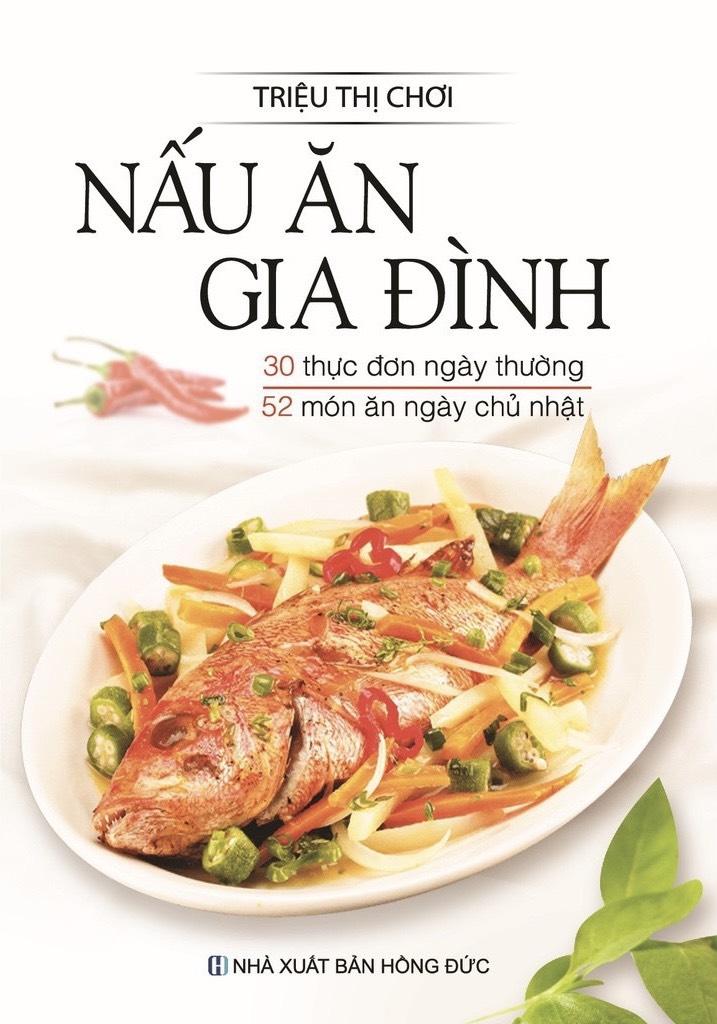 TRIỆU THỊ CHƠI
NẤU ĂN
GIA ĐÌNH
30 thực đơn ngày thường
52 món ăn ngày chủ nhật
NHÀ XUẤT BẢN HỒNG ĐỨC